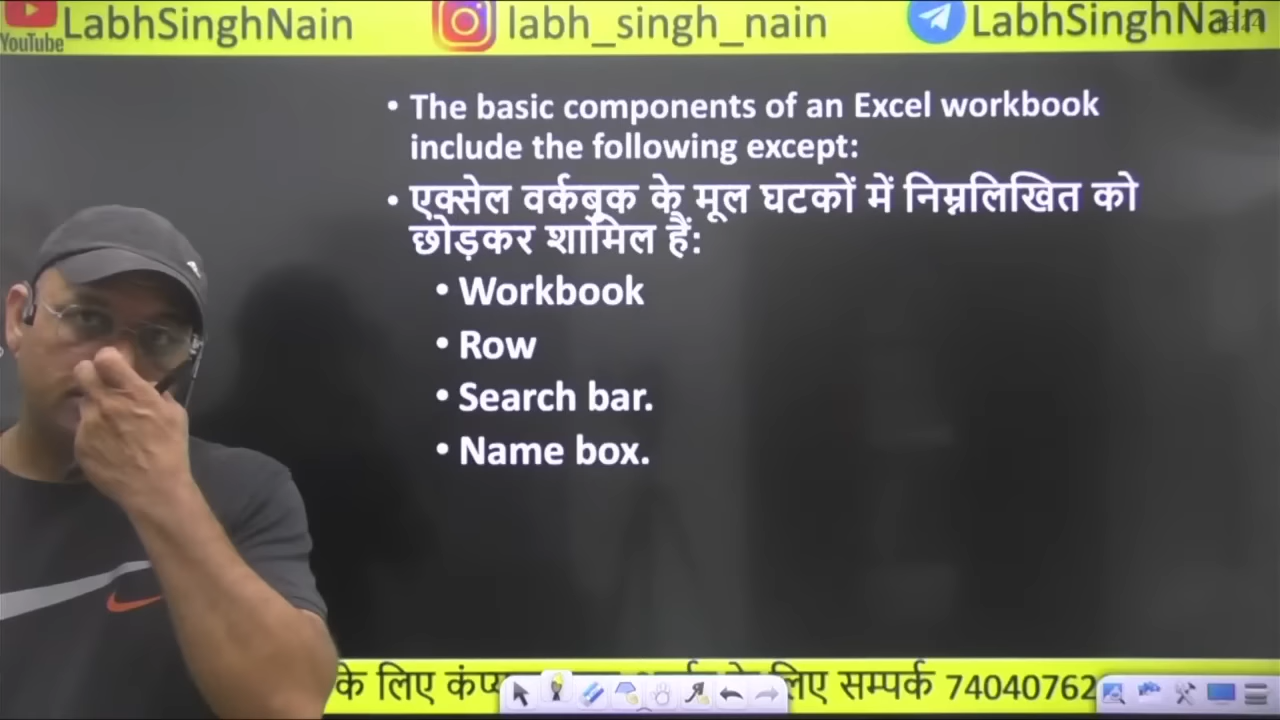 YouTube LabhSinghNain labh_singh_nain LabhSinghNain
• The basic components of an Excel workbook
include the following except:
• एक्सेल वर्कबुक के मूल घटकों में निम्नलिखित को
छोड़कर शामिल हैं:
• Workbook
• Row
• Search bar.
• Name box.
के लिए लिए सम्पर्क 74040762